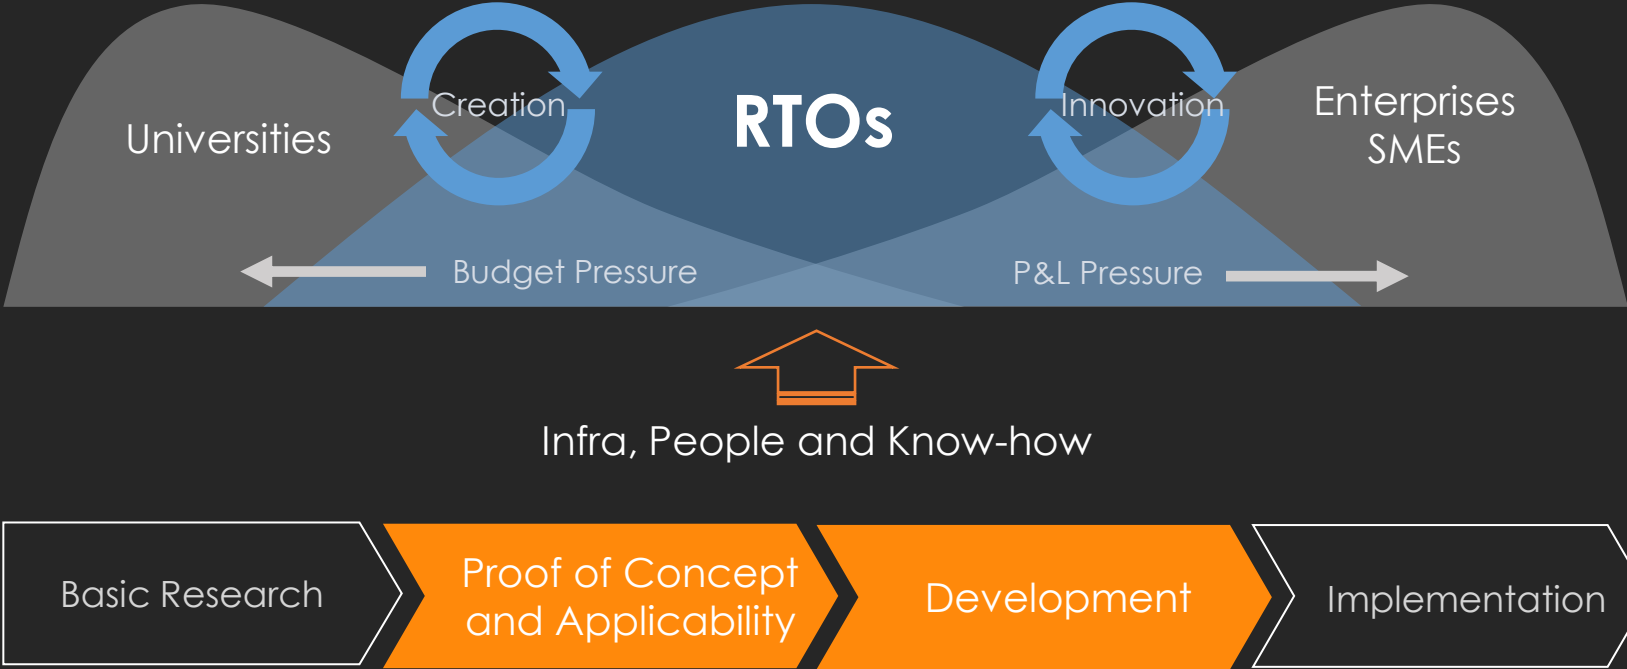 Universities
Creation
RTOs
Innovation
Enterprises
SMEs
Budget Pressure
P&L Pressure
Infra, People and Know-how
Basic Research
Proof of Concept
and Applicability
Development
Implementation